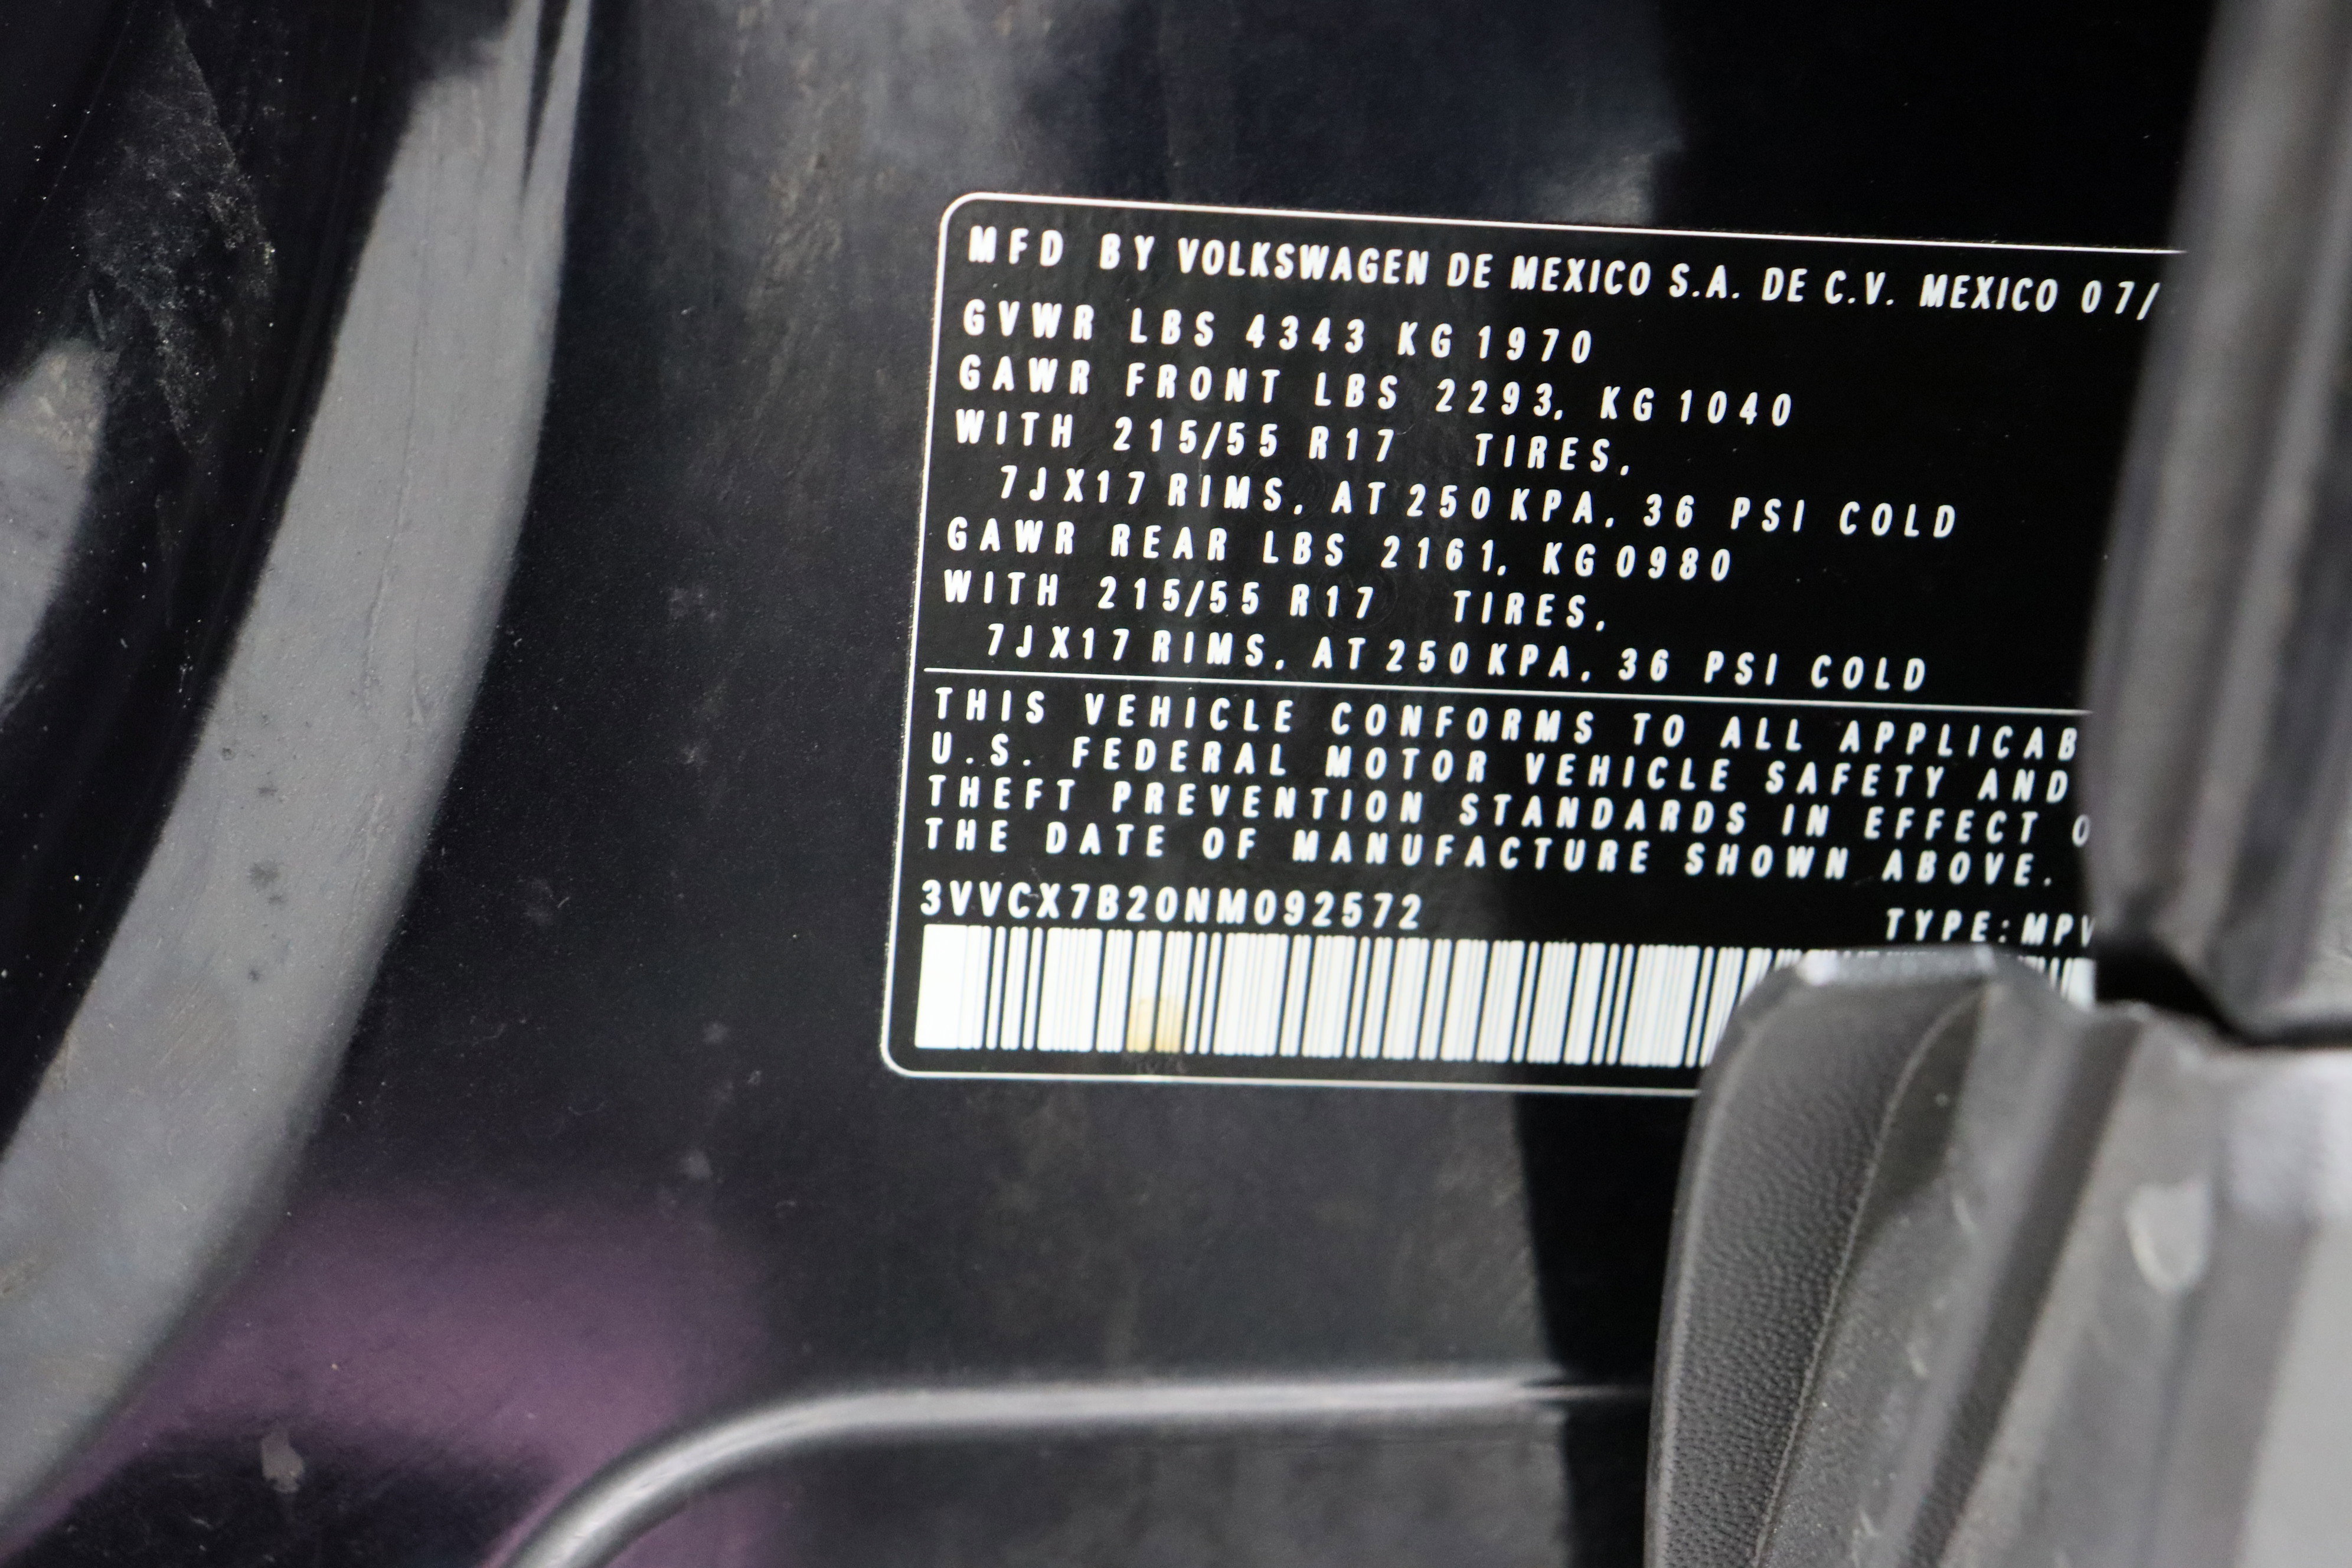 MFD BY VOLKSWAGEN DE MEXICO S.A. DE C.V. MEXICO 07/
GVWR LBS 4343 KG 1970
GAWR FRONT LBS 2293, KG 1040
WITH 215/55 R17 TIRES,
7JX17 RIMS, AT 250 KPA, 36 PSI COLD
GAWR REAR LBS 2161, KG 0980
WITH 215/55 R17 TIRES,
7JX17 RIMS, AT 250 KPA, 36 PSI COLD
THIS VEHICLE CONFORMS TO ALL APPLICAB
U.S. FEDERAL MOTOR VEHICLE SAFETY AND
THEFT PREVENTION STANDARDS IN EFFECT O
THE DATE OF MANUFACTURE SHOWN ABOVE.
3VVCX7B20NM092572 TYPE: MPV